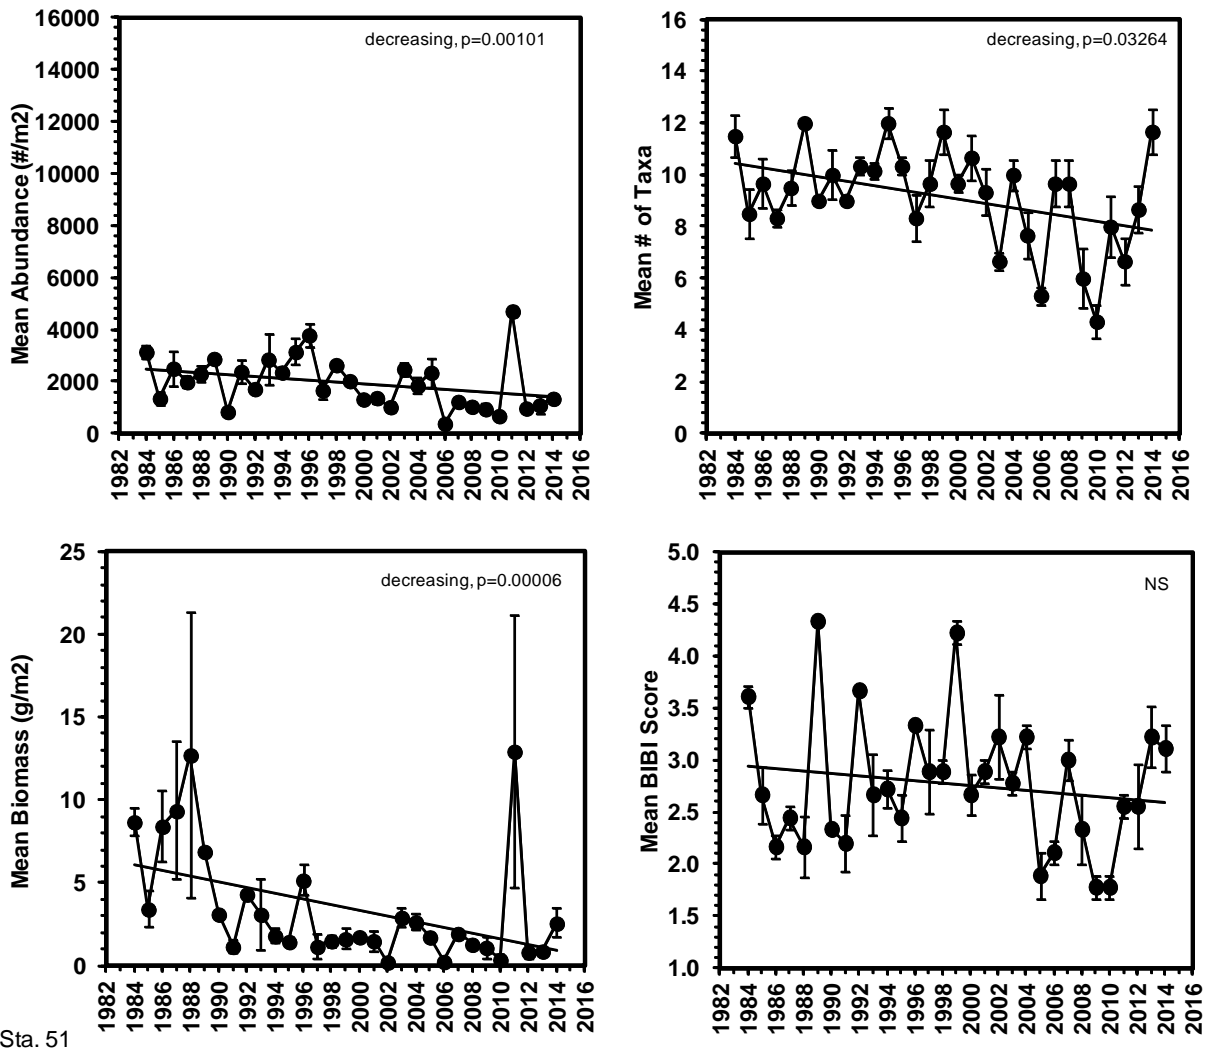 decreasing, p=0.00101
Mean Abundance (#/m2)
16000
14000
12000
10000
8000
6000
4000
2000
0
1982 1984 1986 1988 1990 1992 1994 1996 1998 2000 2002 2004 2006 2008 2010 2012 2014 2016
decreasing, p=0.03264
Mean # of Taxa
16
14
12
10
8
6
4
2
0
1982 1984 1986 1988 1990 1992 1994 1996 1998 2000 2002 2004 2006 2008 2010 2012 2014 2016
decreasing, p=0.00006
Mean Biomass (g/m2)
25
20
15
10
5
0
1982 1984 1986 1988 1990 1992 1994 1996 1998 2000 2002 2004 2006 2008 2010 2012 2014 2016
NS
Mean BIBI Score
5.0
4.5
4.0
3.5
3.0
2.5
2.0
1.5
1.0
1982 1984 1986 1988 1990 1992 1994 1996 1998 2000 2002 2004 2006 2008 2010 2012 2014 2016
Sta. 51